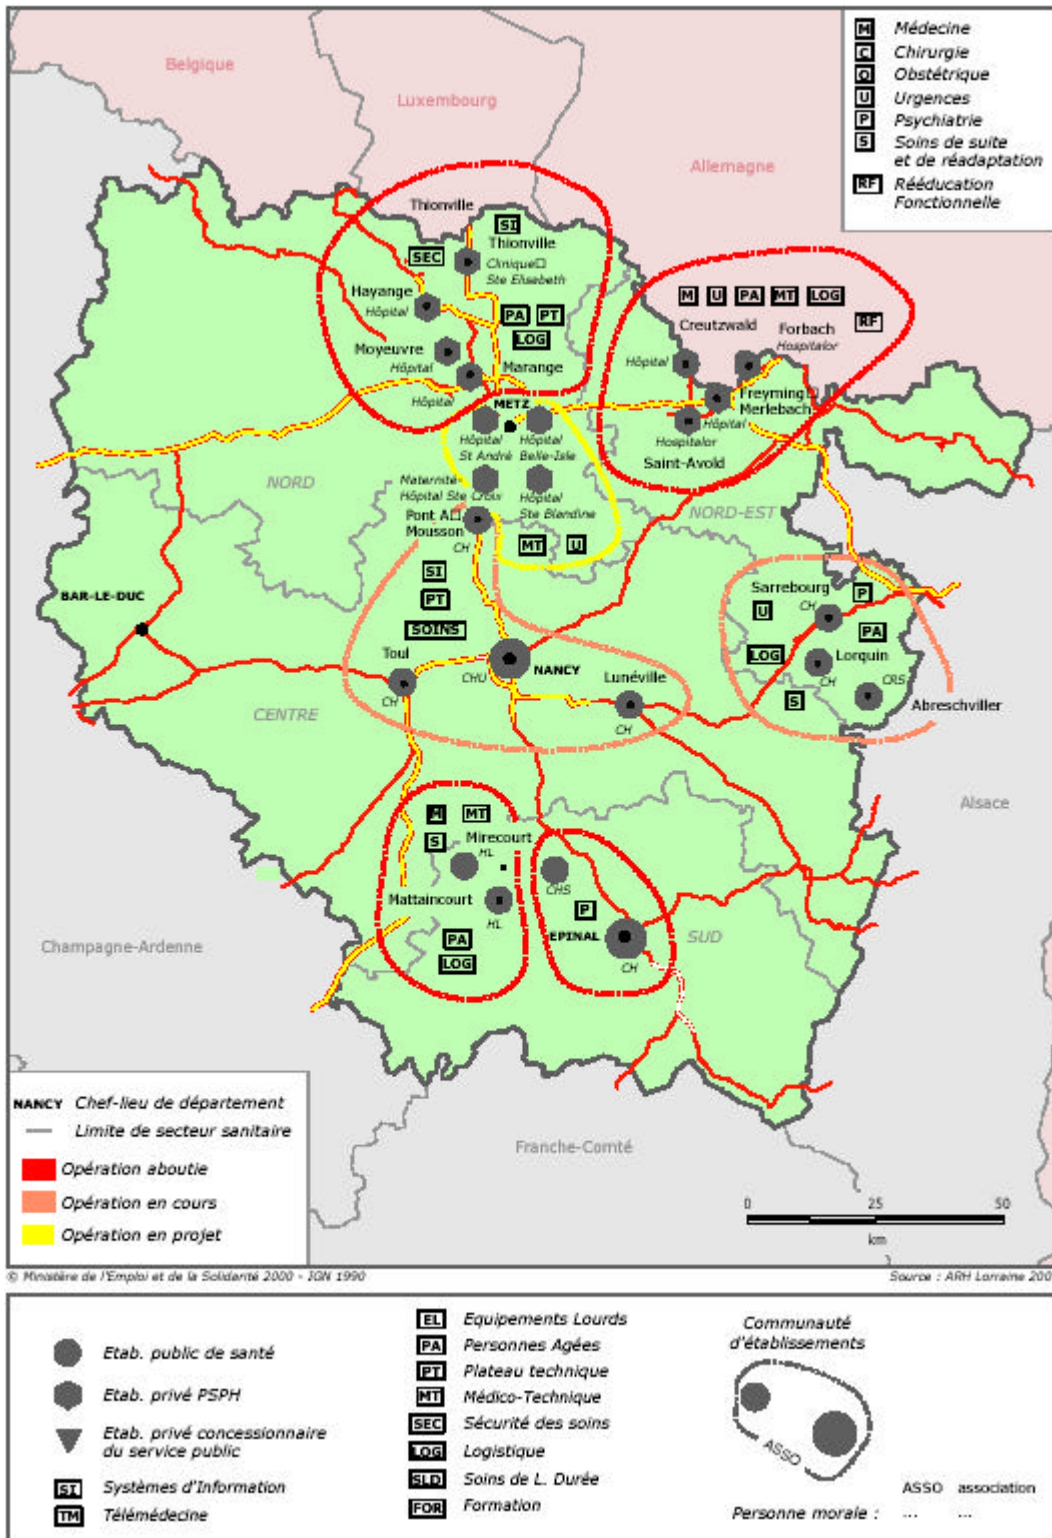 Belgique
Luxembourg
Allemagne
M Médecine
C Chirurgie
O Obstétrique
U Urgences
P Psychiatrie
S Soins de suite
et de réadaptation
RF Rééducation
Fonctionnelle
Thionville
SI
Thionville
SEC
Clinique
Ste Elisabeth
Hayange
Hôpital
PA PT
LOG
Moyeuvre
Hôpital
Marange
Hôpital
M U PA MT LOG
RF
Creutzwald
Forbach
Hospitalor
Hôpital
Freyming
Merlebach
Hôpital
Hospitalor
Saint-Avold
METZ
Hôpital
St André
Hôpital
Belle-Isle
Maternité
Hôpital Ste Croix
Hôpital
Ste Blandine
NORD
NORD-EST
Pont A
Mousson
CH
MT U
SI
PT
SOINS
BAR-LE-DUC
Toul
CH
CHU
NANCY
Lunéville
CH
CENTRE
Sarrebourg
P
U
CH
PA
LOG
Lorquin
CH
CRS
S
Abreschviller
Alsace
M MT
S
Mirecourt
HL
Mattaincourt
HL
PA
LOG
CHS
P
EPINAL
CH
SUD
Champagne-Ardenne
Franche-Comté
NANCY Chef-lieu de département
Limite de secteur sanitaire
Opération aboutie
Opération en cours
Opération en projet
0 25 50
km
© Ministère de l'Emploi et de la Solidarité 2000 - IGN 1990
Source : ARH Lorraine 200
Etab. public de santé
Etab. privé PSPH
Etab. privé concessionnaire
du service public
SI Systèmes d'Information
TM Télémédecine
EL Equipements Lourds
PA Personnes Agées
PT Plateau technique
MT Médico-Technique
SEC Sécurité des soins
LOG Logistique
SLD Soins de L. Durée
FOR Formation
Communauté
d'établissements
ASSO
ASSO association
Personne morale : ... ...